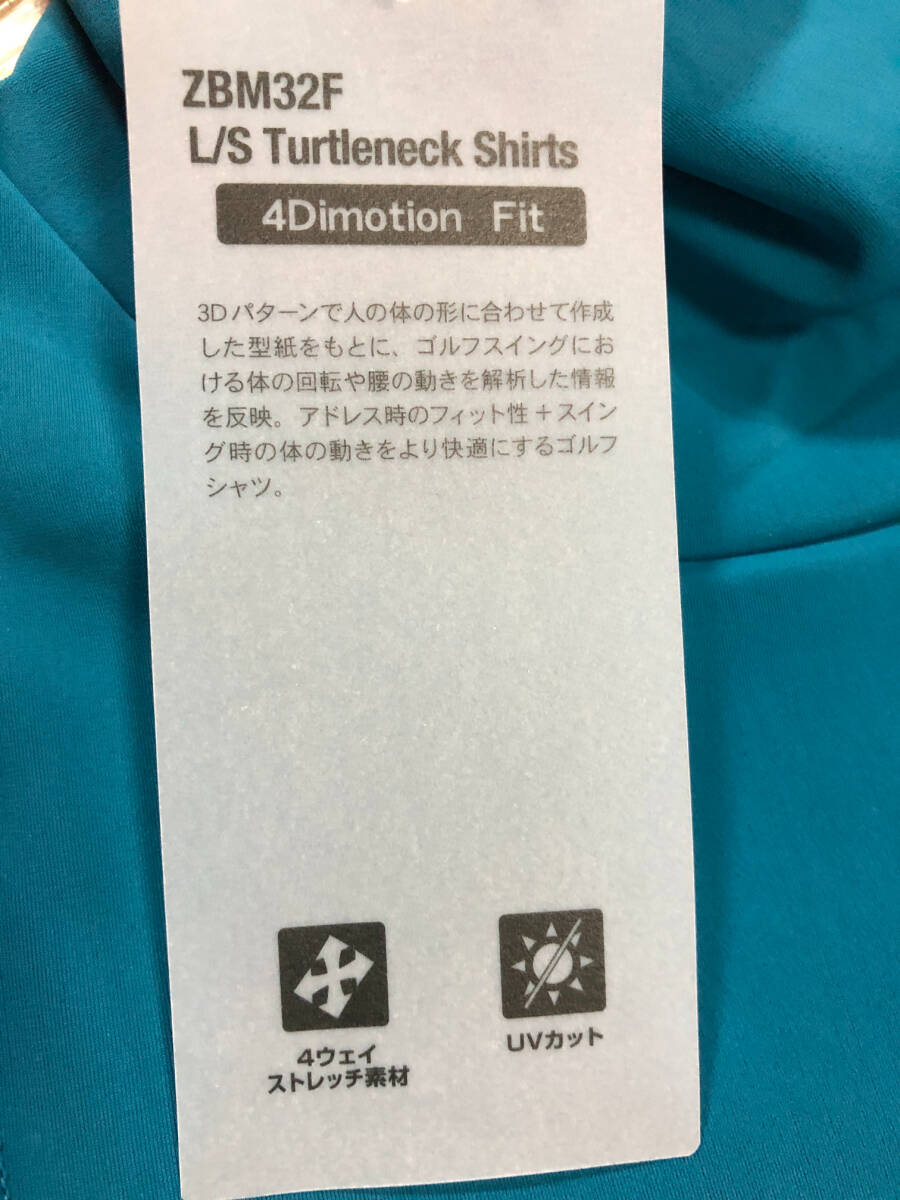 ZBM32F
L/S Turtleneck Shirts
4Dimotion Fit
3Dパターンで人の体の形に合わせて作成
した型紙をもとに、ゴルフスイングにお
ける体の回転や腰の動きを解析した情報
を反映。アドレス時のフィット性+スイン
グ時の体の動きをより快適にするゴルフ
シャツ。
4ウェイ
ストレッチ素材
UVカット